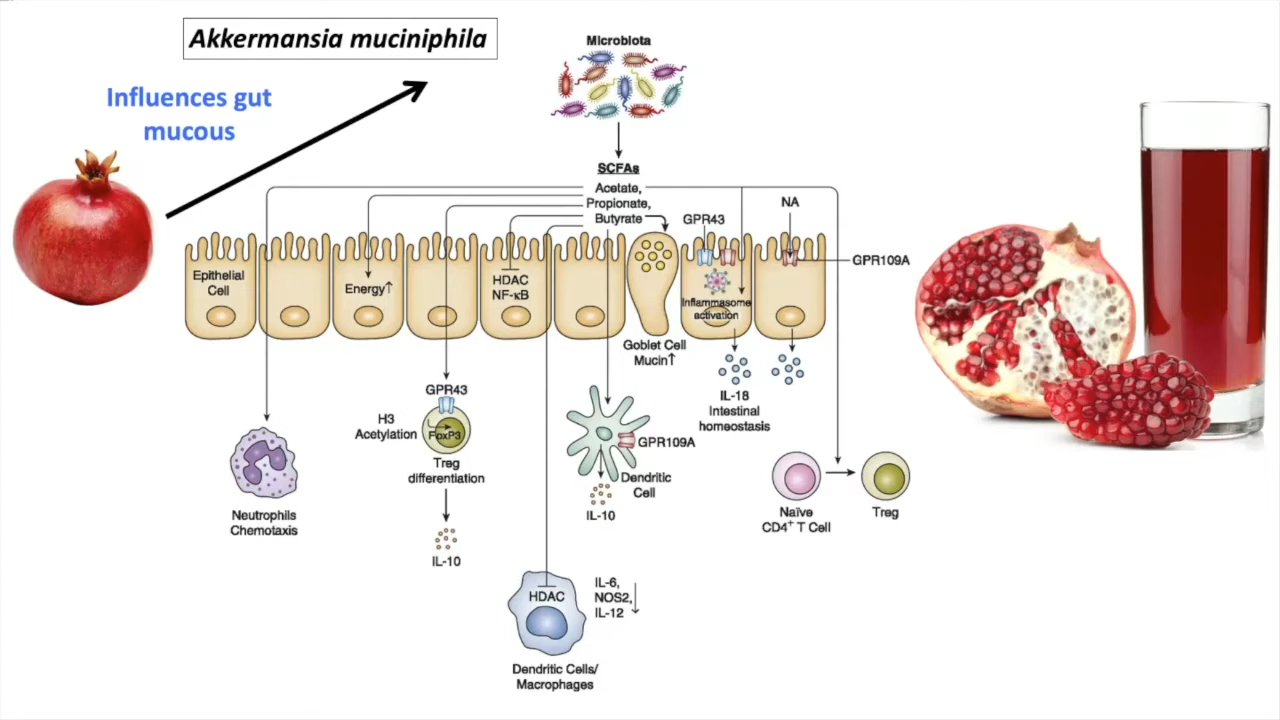 Akkermansia muciniphila
Influences gut
mucous
Microbiota
SCFAs
Acetate,
Propionate,
Butyrate
GPR43
NA
GPR109A
Epithelial
Cell
Energy↑
HDAC
NF-κB
Inflammasome
activation
Goblet Cell
Mucin↑
IL-18
Intestinal
homeostasis
GPR43
H3
Acetylation
FoxP3
Treg
differentiation
IL-10
GPR109A
Dendritic
Cell
IL-10
Neutrophils
Chemotaxis
Naïve
CD4⁺ T Cell
Treg
HDAC
IL-6,
NOS2,
IL-12 ↓
Dendritic Cells/
Macrophages